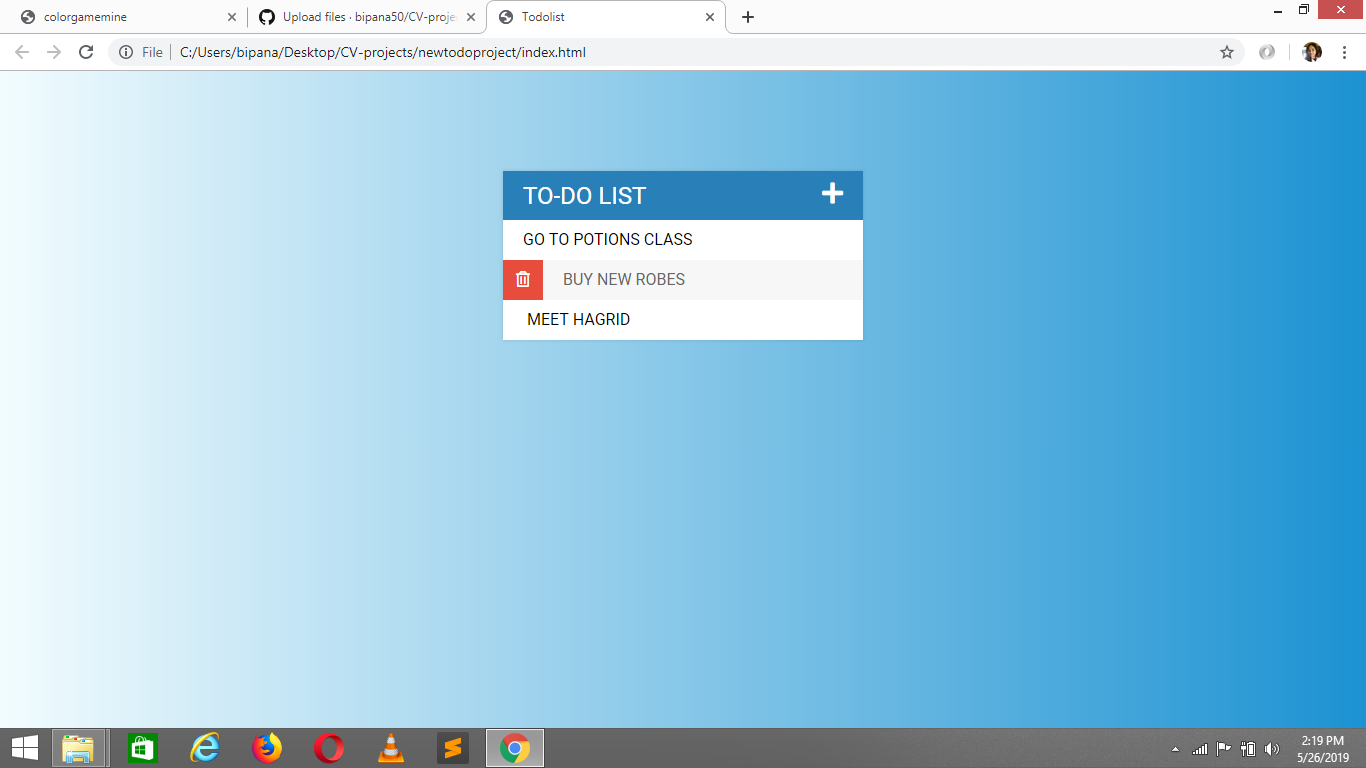 colorgamemine
Upload files · bipana50/CV-proje
Todolist
File
C:/Users/bipana/Desktop/CV-projects/newtodoproject/index.html
TO-DO LIST
GO TO POTIONS CLASS
BUY NEW ROBES
MEET HAGRID
2:19 PM
5/26/2019